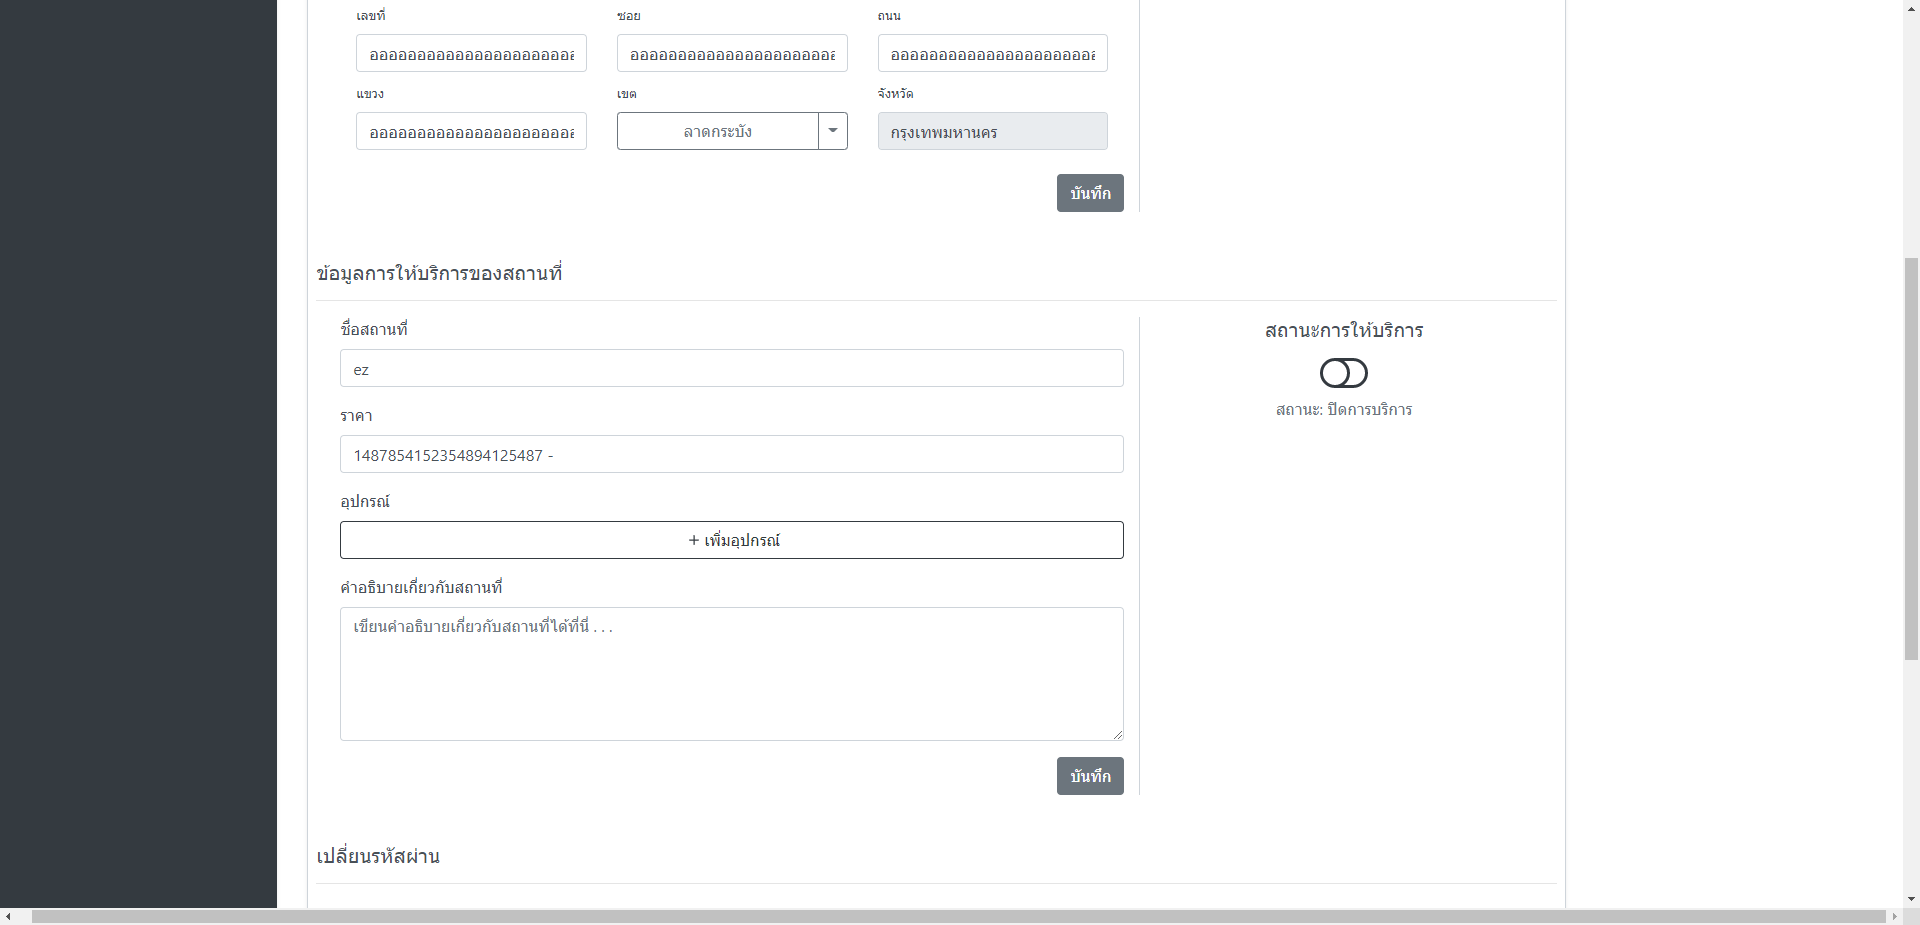 เลขที่ ซอย ถนน
แขวง เขต จังหวัด
ลาดกระบัง กรุงเทพมหานคร
บันทึก
ข้อมูลการให้บริการของสถานที่
ชื่อสถานที่
ez
ราคา
1487854152354894125487 -
อุปกรณ์
+ เพิ่มอุปกรณ์
คำอธิบายเกี่ยวกับสถานที่
เขียนคำอธิบายเกี่ยวกับสถานที่ได้ที่นี่ . . .
บันทึก
สถานะการให้บริการ
สถานะ: ปิดการบริการ
เปลี่ยนรหัสผ่าน